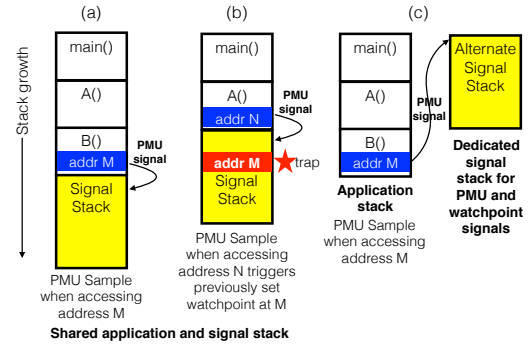 (a)
(b)
(c)
Stack growth
main()
A()
B()
addr M
PMU
signal
Signal
Stack
PMU Sample
when accessing
address M
main()
A()
addr N
PMU
signal
addr M
trap
Signal
Stack
PMU Sample
when accessing
address N triggers
previously set
watchpoint at M
Shared application and signal stack
main()
A()
B()
addr M
PMU
signal
Application
stack
PMU Sample
when accessing
address M
Alternate
Signal
Stack
Dedicated
signal
stack for
PMU and
watchpoint
signals